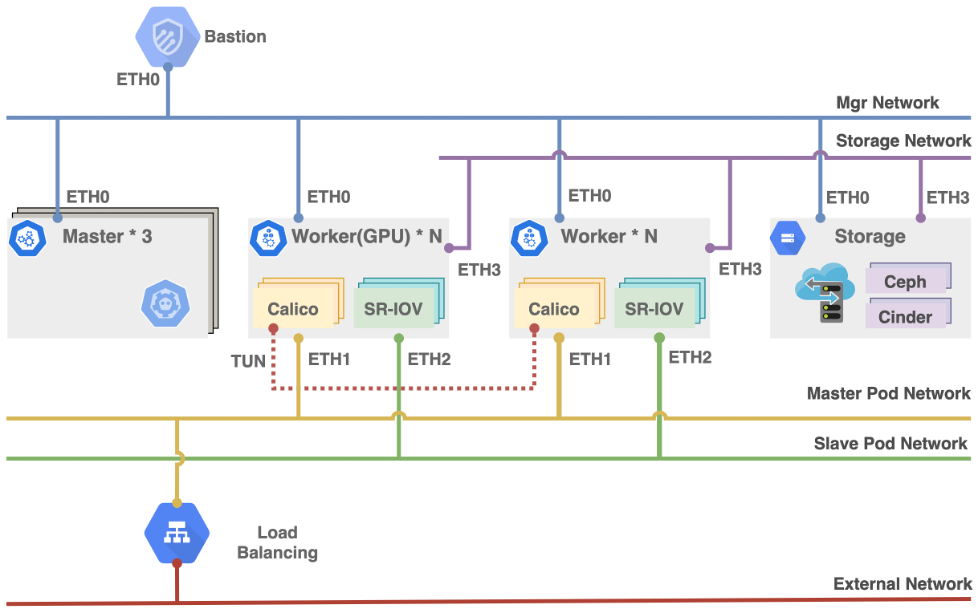 Bastion
ETH0
Mgr Network
Storage Network
ETH0
ETH0
ETH0
ETH0
ETH3
Master * 3
Worker(GPU) * N
Worker * N
Storage
ETH3
ETH3
Calico
SR-IOV
Calico
SR-IOV
Ceph
Cinder
TUN
ETH1
ETH2
ETH1
ETH2
Master Pod Network
Slave Pod Network
Load
Balancing
External Network